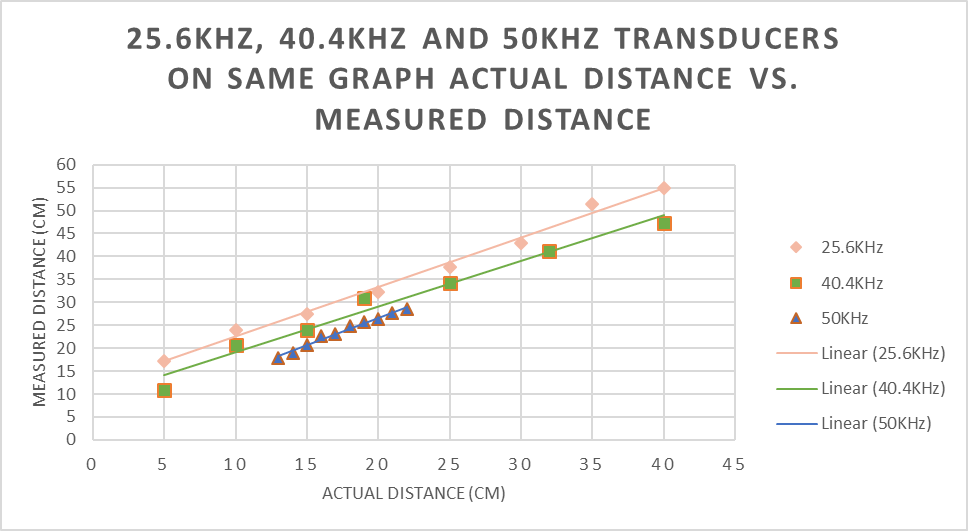 25.6KHZ, 40.4KHZ AND 50KHZ TRANSDUCERS
ON SAME GRAPH ACTUAL DISTANCE VS.
MEASURED DISTANCE
MEASURED DISTANCE (CM)
60
55
50
45
40
35
30
25
20
15
10
5
0
0 5 10 15 20 25 30 35 40 45
ACTUAL DISTANCE (CM)
25.6KHz
40.4KHz
50KHz
Linear (25.6KHz)
Linear (40.4KHz)
Linear (50KHz)